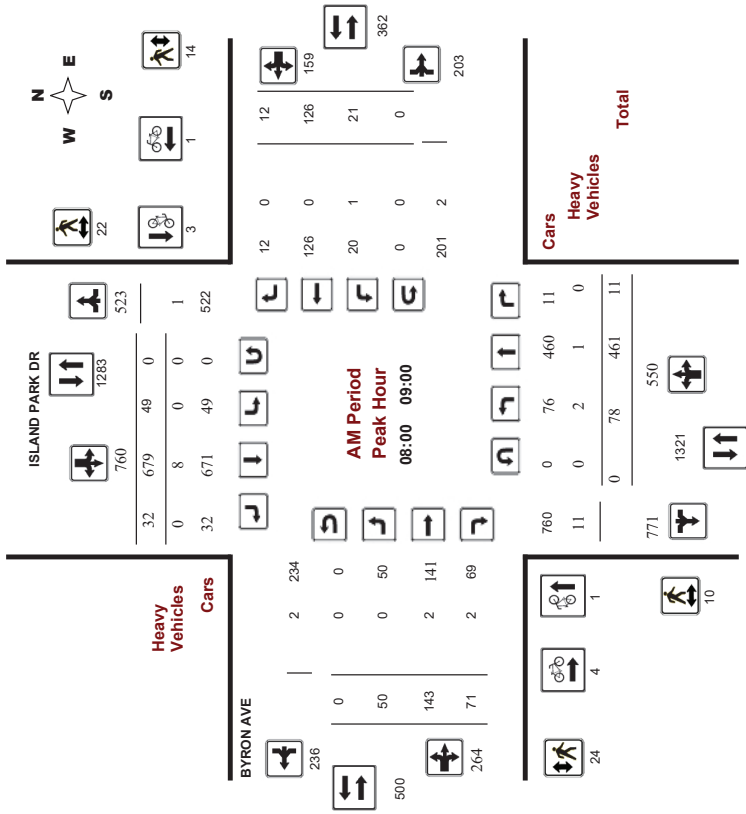 N
W E
S
22
14
3
1
ISLAND PARK DR
1283
760
523
32 679 49 0
0 8 0 0 1
32 671 49 0 522
Heavy
Vehicles
Cars
BYRON AVE
236
500
264
2 234
0 0 0
50 0 50
143 2 141
71 2 69
AM Period
Peak Hour
08:00 09:00
12 0 12
126 0 126
20 1 21
0 0 0
201 2
159
362
203
Cars
Heavy
Vehicles
Total
760 0 76 460 11
11 0 2 1 0
0 78 461 11
771
1321
550
24
4
1
10